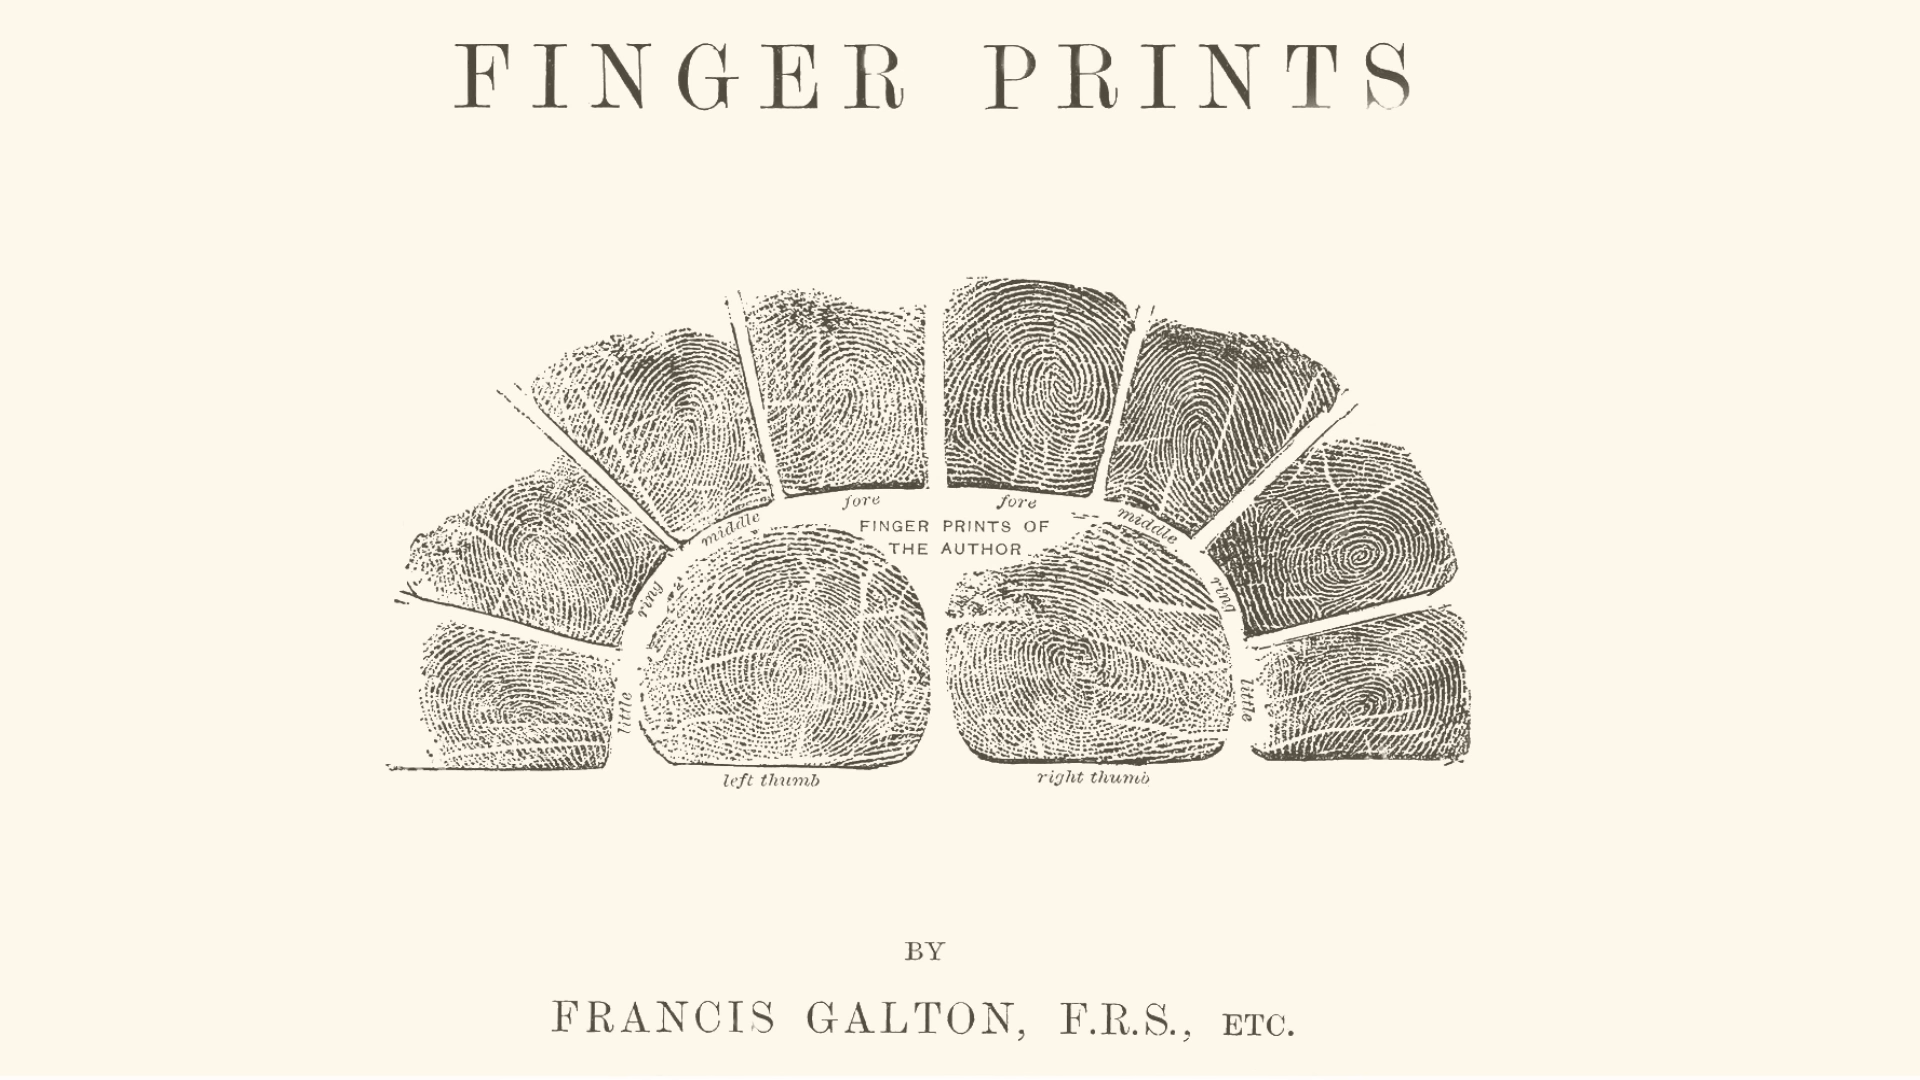 FINGER PRINTS
fore fore
middle middle
FINGER PRINTS OF
THE AUTHOR
ring ring
little little
left thumb right thumb
BY
FRANCIS GALTON, F.R.S., ETC.